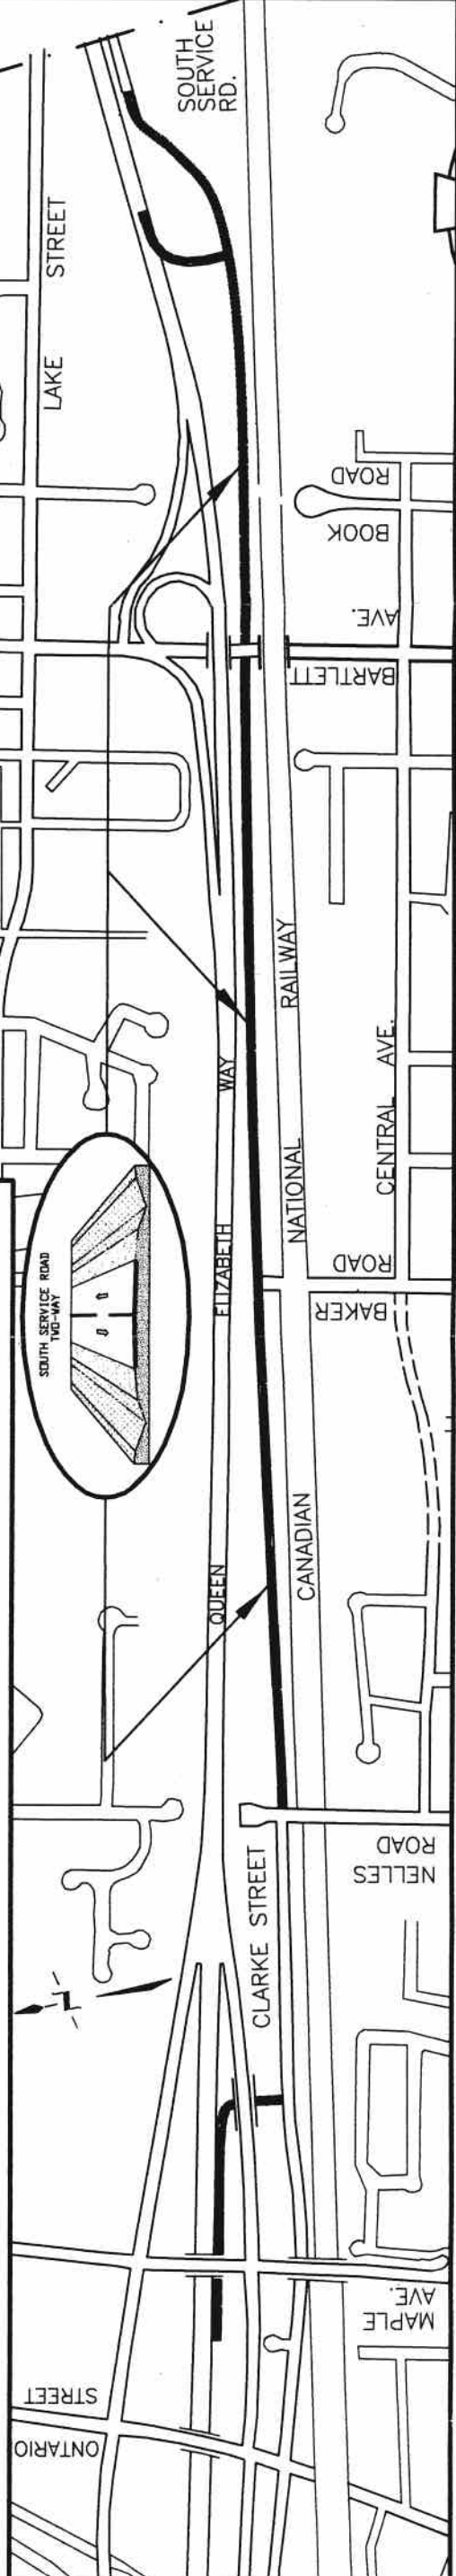 SOUTH
SERVICE
RD.
STREET
LAKE
BOOK
ROAD
BARTLETT
AVE.
RAILWAY
WAY
CENTRAL AVE.
NATIONAL
ELIZABETH
SOUTH SERVICE ROAD
TWO-WAY
BAKER
ROAD
CANADIAN
QUEEN
NELLES
ROAD
CLARKE STREET
N
MAPLE
AVE.
ONTARIO
STREET